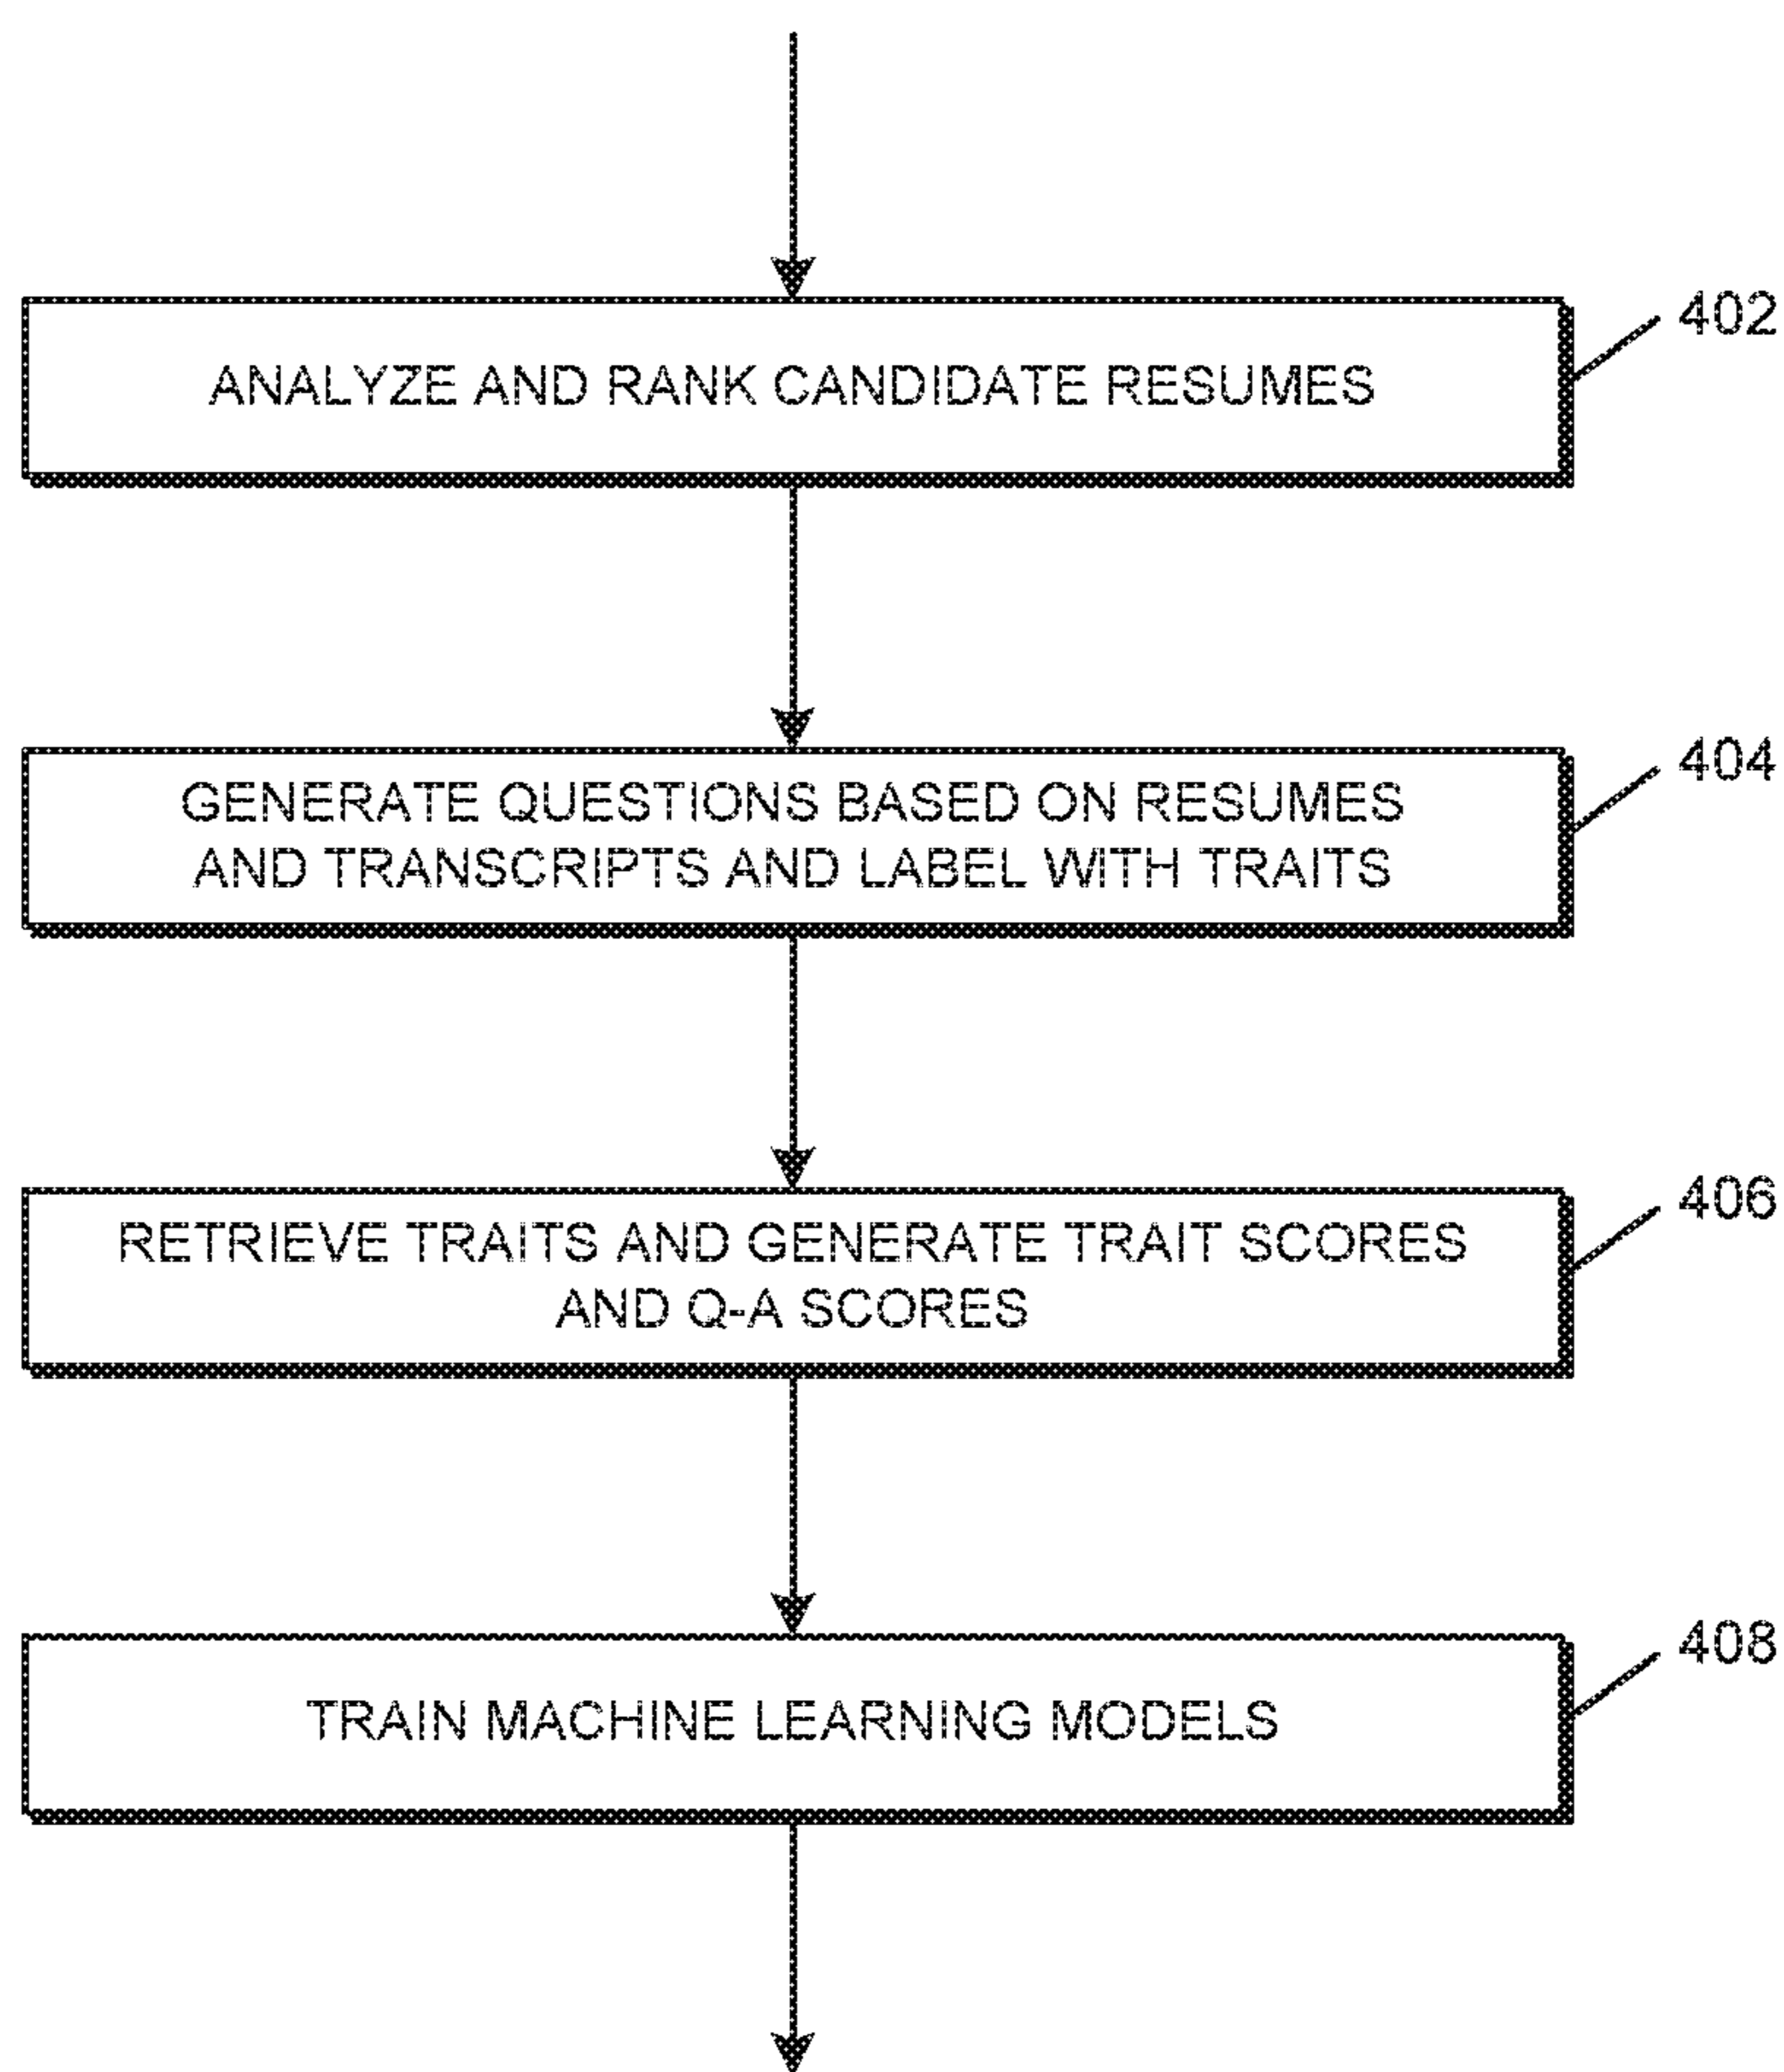 402
ANALYZE AND RANK CANDIDATE RESUMES
404
GENERATE QUESTIONS BASED ON RESUMES
AND TRANSCRIPTS AND LABEL WITH TRAITS
406
RETRIEVE TRAITS AND GENERATE TRAIT SCORES
AND Q-A SCORES
408
TRAIN MACHINE LEARNING MODELS